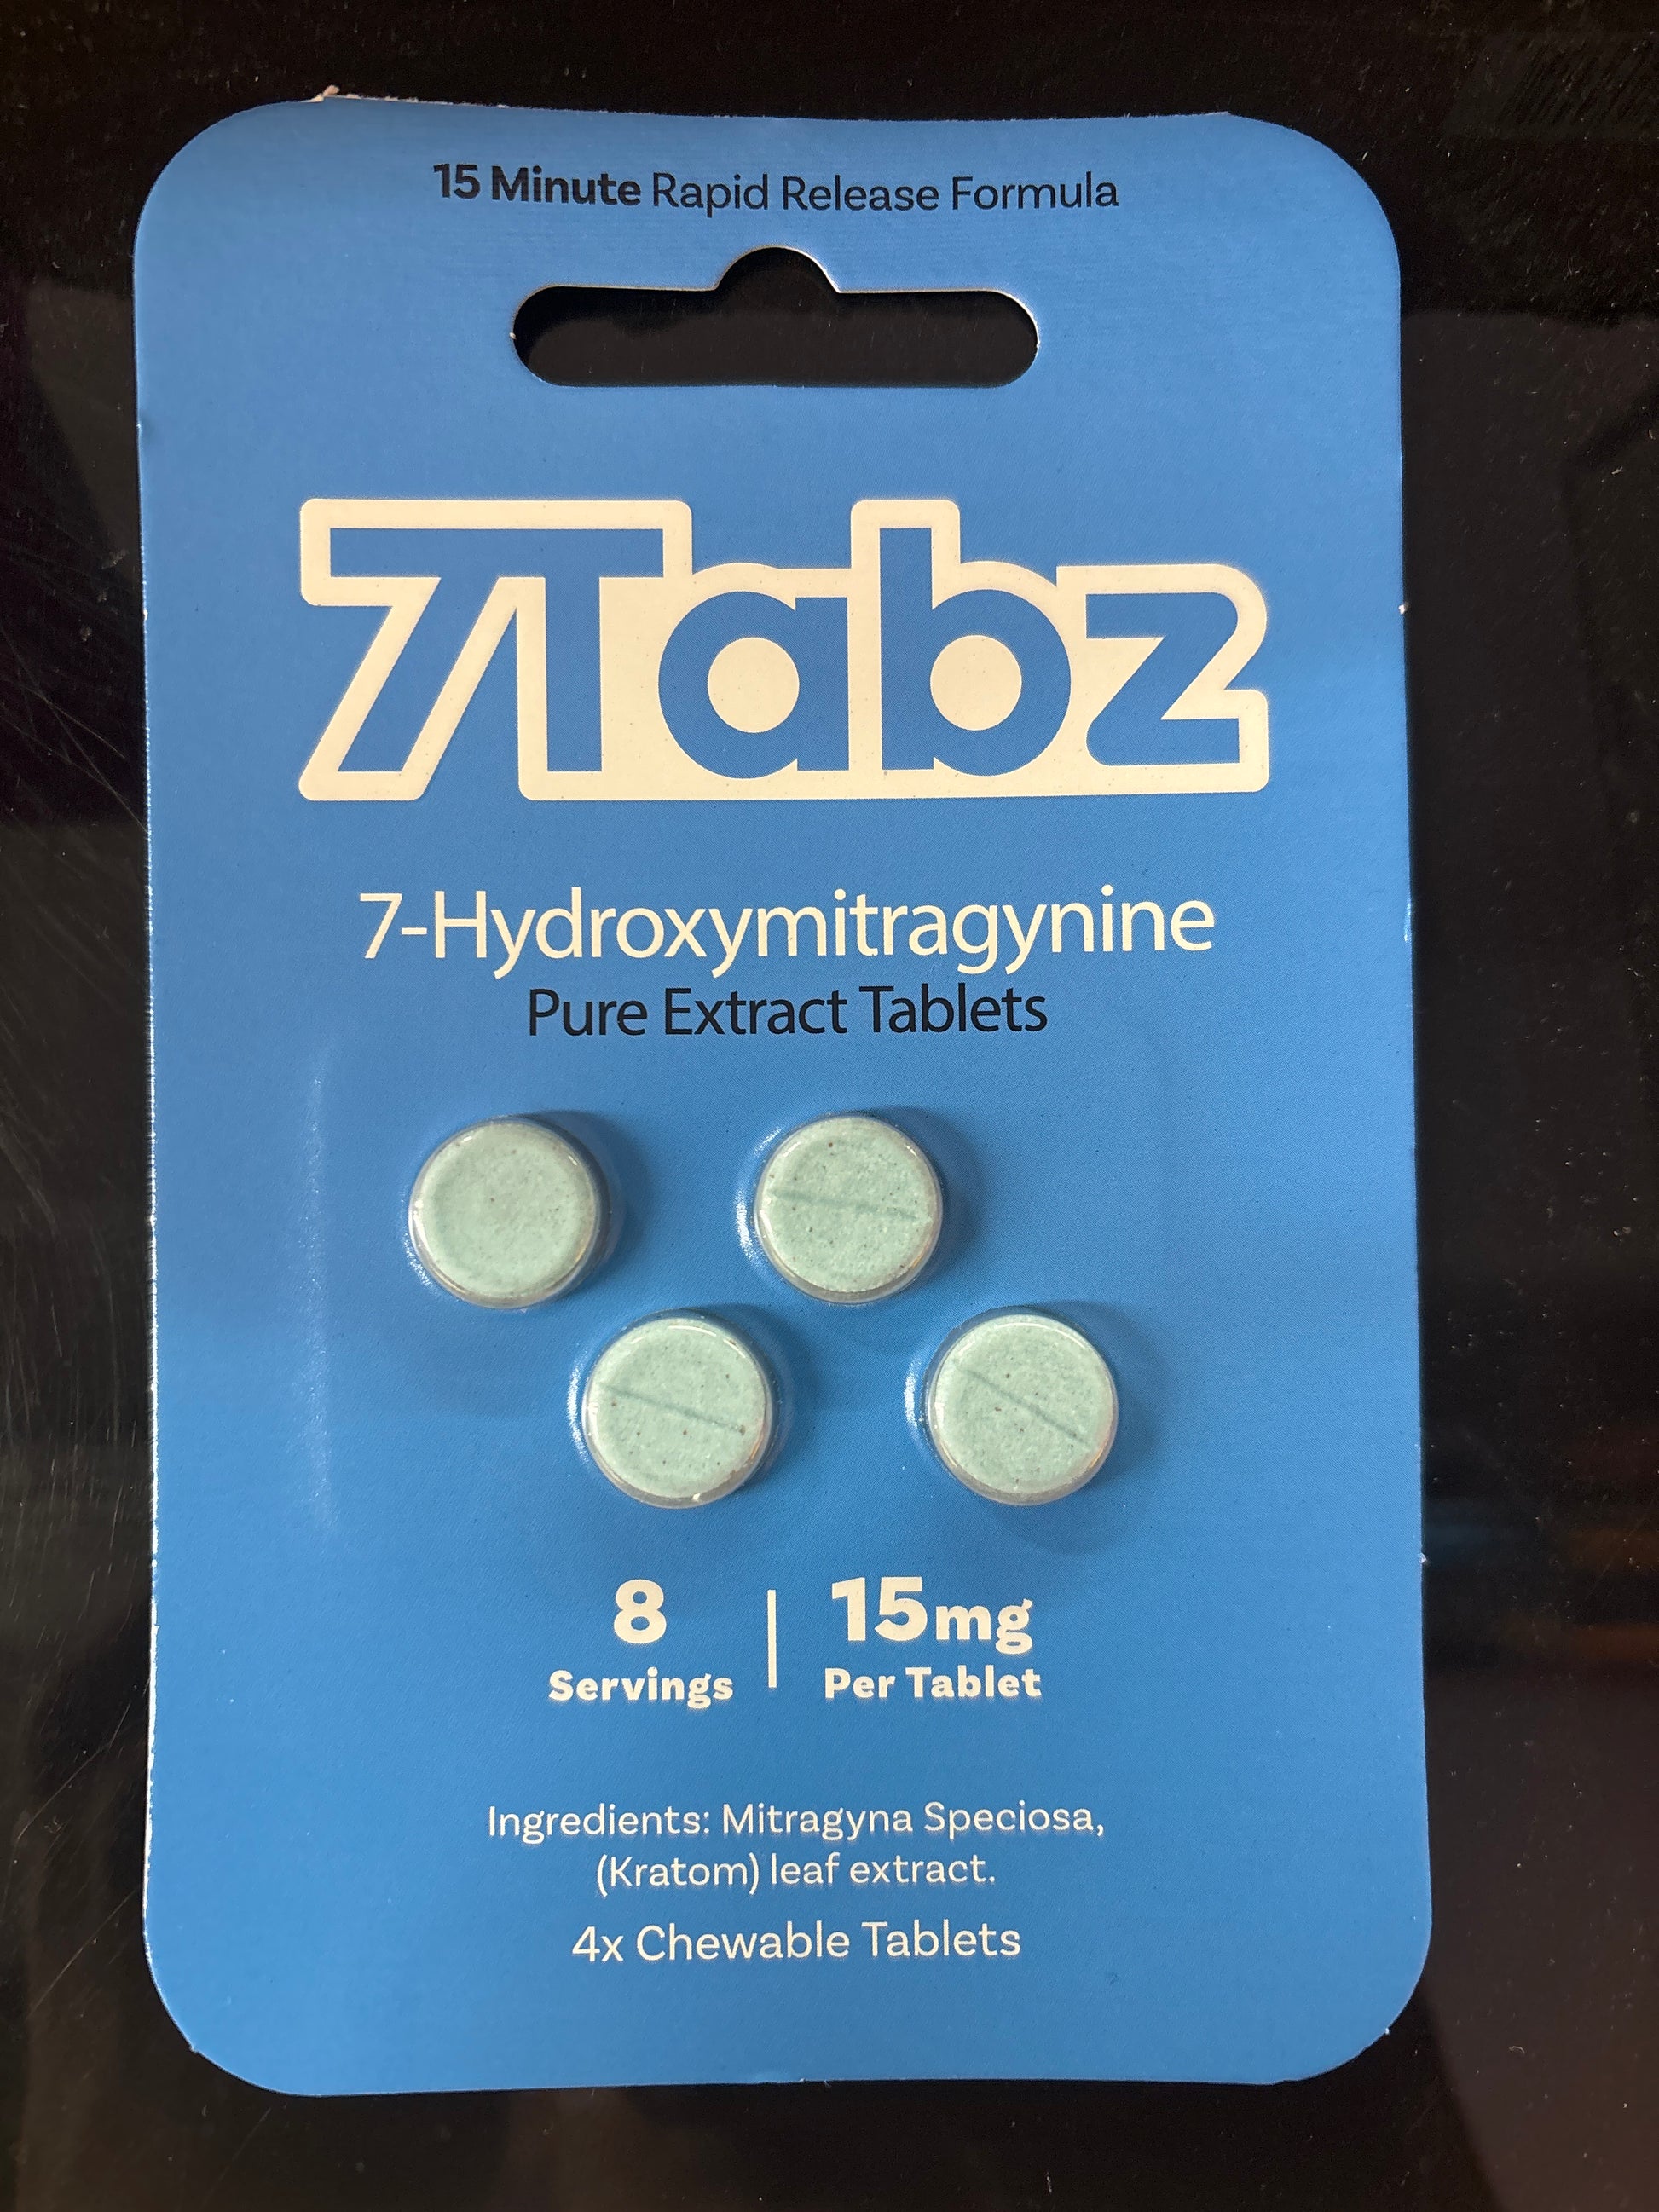 15 Minute Rapid Release Formula
7Tabz
7-Hydroxymitragynine
Pure Extract Tablets
8
Servings
15mg
Per Tablet
Ingredients: Mitragyna Speciosa,
(Kratom) leaf extract.
4x Chewable Tablets